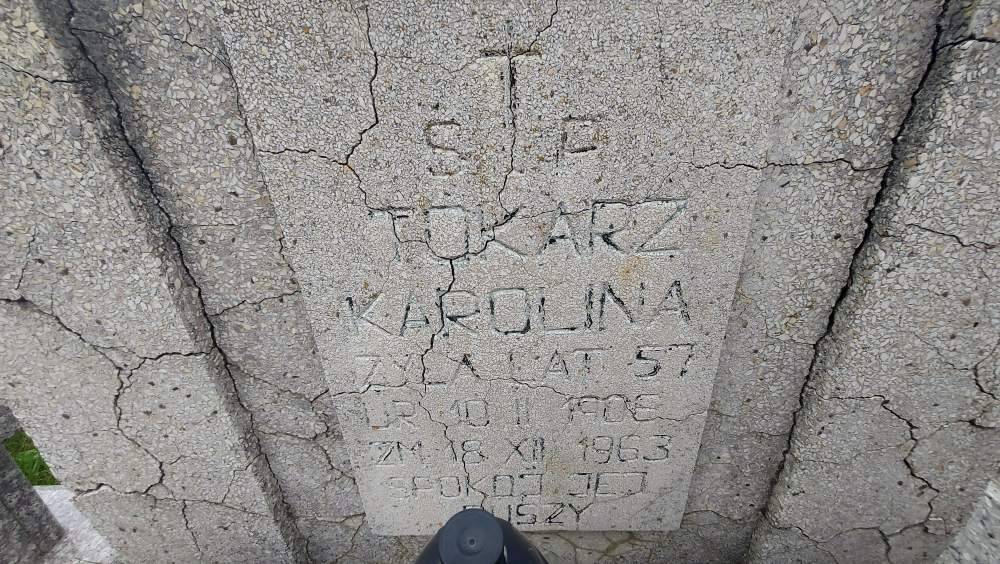 Ś P
TOKARZ
KAROLINA
ŻYŁA LAT 57
UR 10 II 1906
ZM 18 XII 1963
SPOKÓJ JEJ
DUSZY